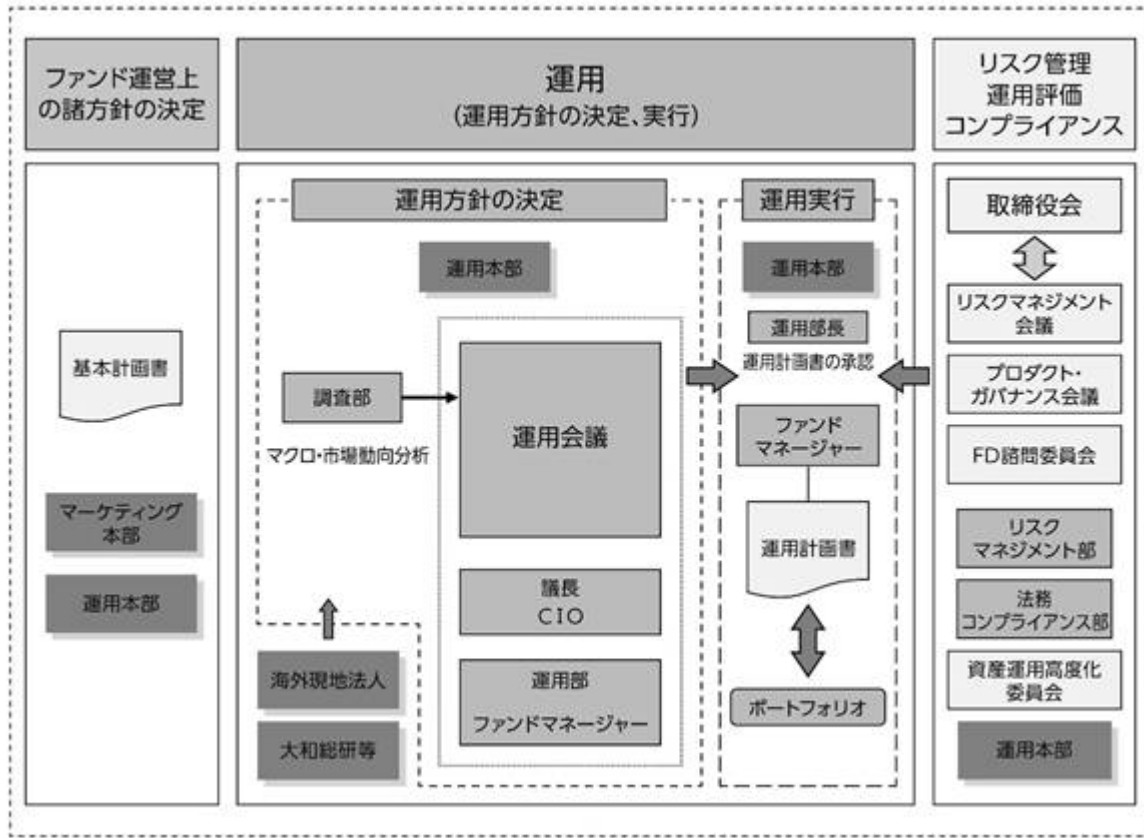 ファンド運営上
の諸方針の決定
運用
(運用方針の決定、実行)
リスク管理
運用評価
コンプライアンス
基本計画書
マーケティング
本部
運用本部
運用方針の決定
運用本部
調査部
マクロ・市場動向分析
運用会議
議長
CIO
運用部
ファンドマネージャー
海外現地法人
大和総研等
運用実行
運用本部
運用部長
運用計画書の承認
ファンド
マネージャー
運用計画書
ポートフォリオ
取締役会
リスクマネジメント
会議
プロダクト・
ガバナンス会議
FD諮問委員会
リスク
マネジメント部
法務
コンプライアンス部
資産運用高度化
委員会
運用本部